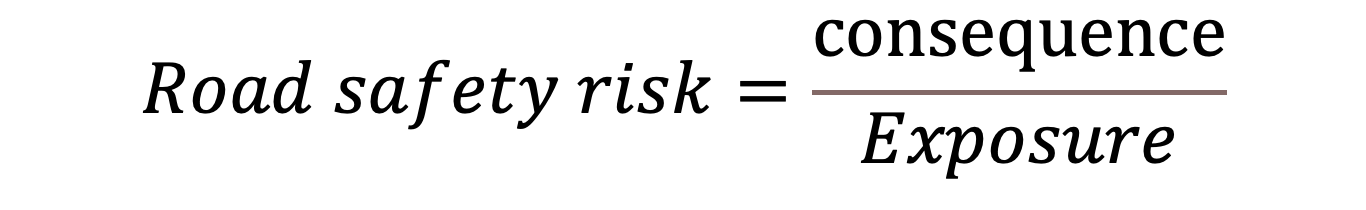 Road safety risk = consequence / Exposure